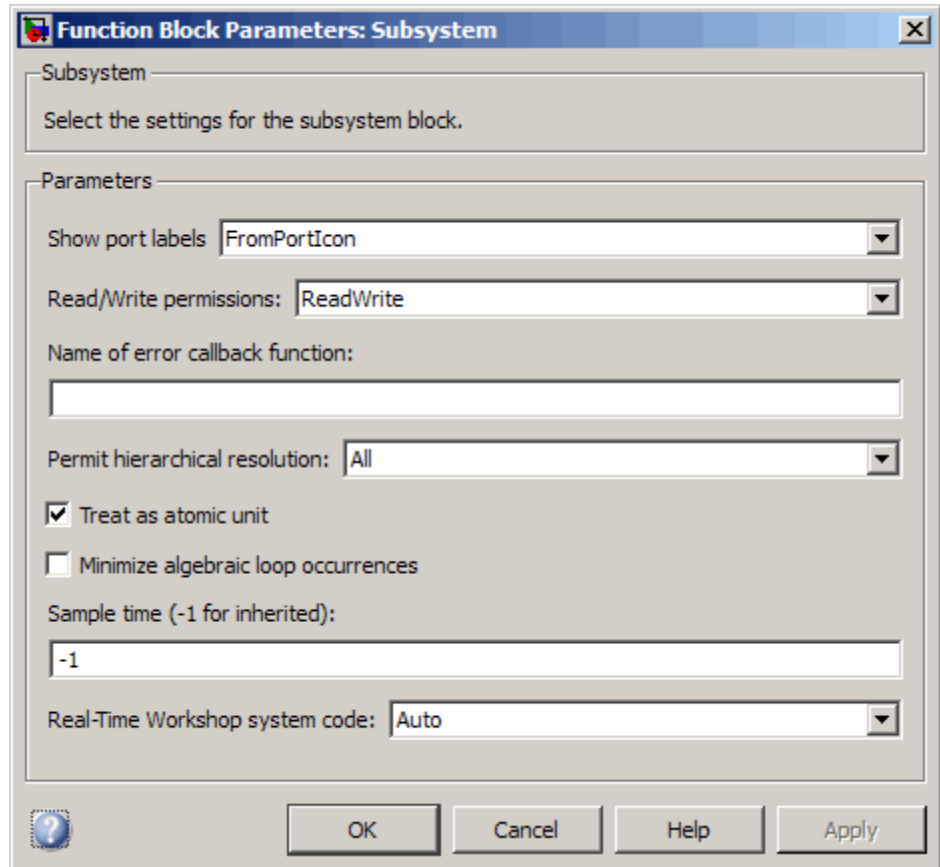 Function Block Parameters: Subsystem
Subsystem
Select the settings for the subsystem block.
Parameters
Show port labels FromPortIcon
Read/Write permissions: ReadWrite
Name of error callback function:
Permit hierarchical resolution: All
Treat as atomic unit
Minimize algebraic loop occurrences
Sample time (-1 for inherited):
-1
Real-Time Workshop system code: Auto
OK Cancel Help Apply